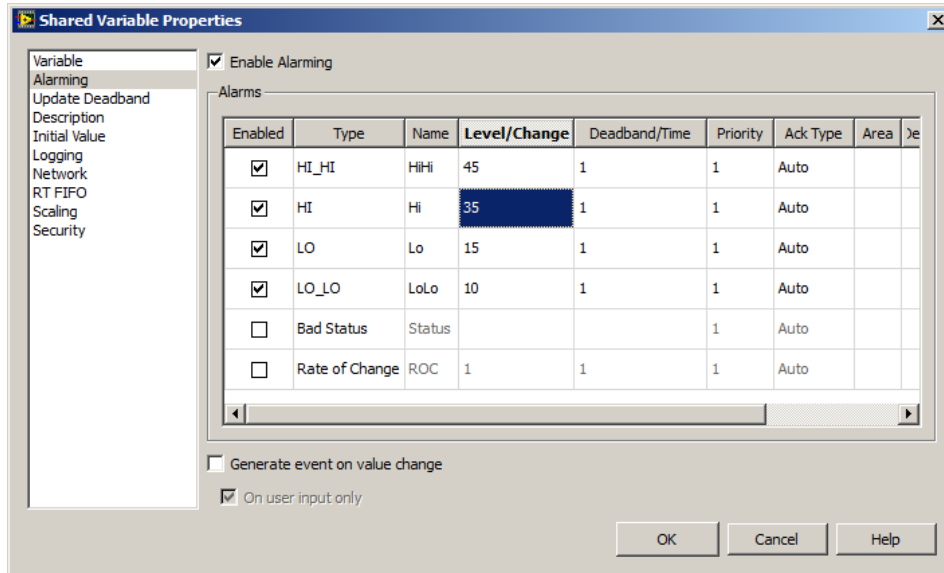 Shared Variable Properties
Variable
Alarming
Update Deadband
Description
Initial Value
Logging
Network
RT FIFO
Scaling
Security
Enable Alarming
Alarms
Enabled Type Name Level/Change Deadband/Time Priority Ack Type Area
HI_HI HiHi 45 1 1 Auto
HI Hi 35 1 1 Auto
LO Lo 15 1 1 Auto
LO_LO LoLo 10 1 1 Auto
Bad Status Status 1 Auto
Rate of Change ROC 1 1 1 Auto
Generate event on value change
On user input only
OK Cancel Help